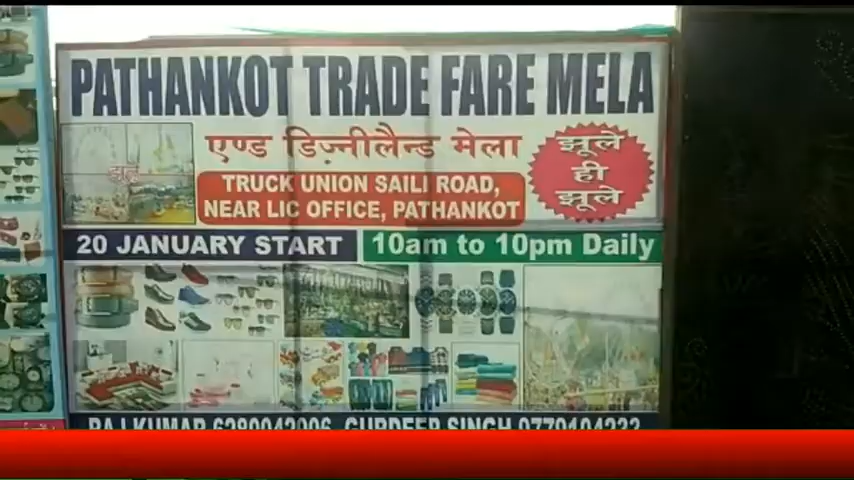 PATHANKOT TRADE FARE MELA
एण्ड डिज़्नीलैन्ड मेला
झूले
ही
झूले
TRUCK UNION SAILI ROAD,
NEAR LIC OFFICE, PATHANKOT
20 JANUARY START
10am to 10pm Daily
RAJ KUMAR 6280042006, GURDEEP SINGH 9779104233